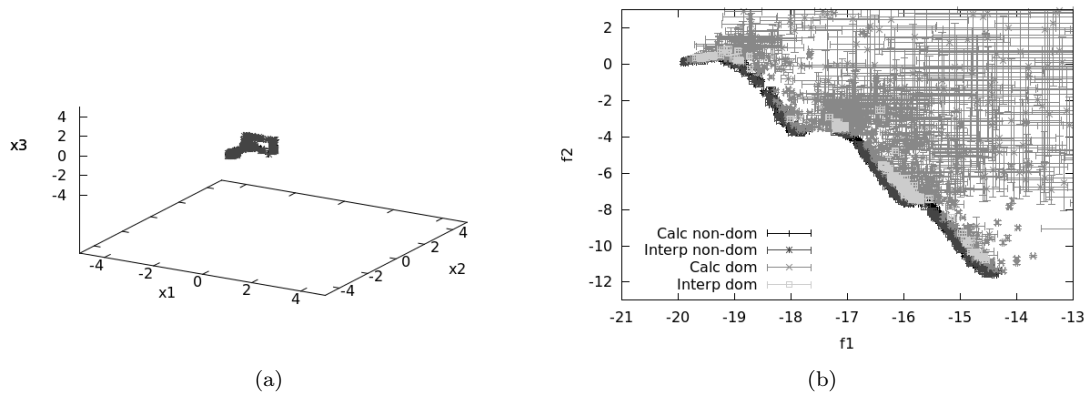 x3
4
2
0
-2
-4
-4
-2
0
2
4
x1
-4
-2
0
2
4
x2
(a)
f2
2
0
-2
-4
-6
-8
-10
-12
Calc non-dom
Interp non-dom
Calc dom
Interp dom
-21 -20 -19 -18 -17 -16 -15 -14 -13
f1
(b)